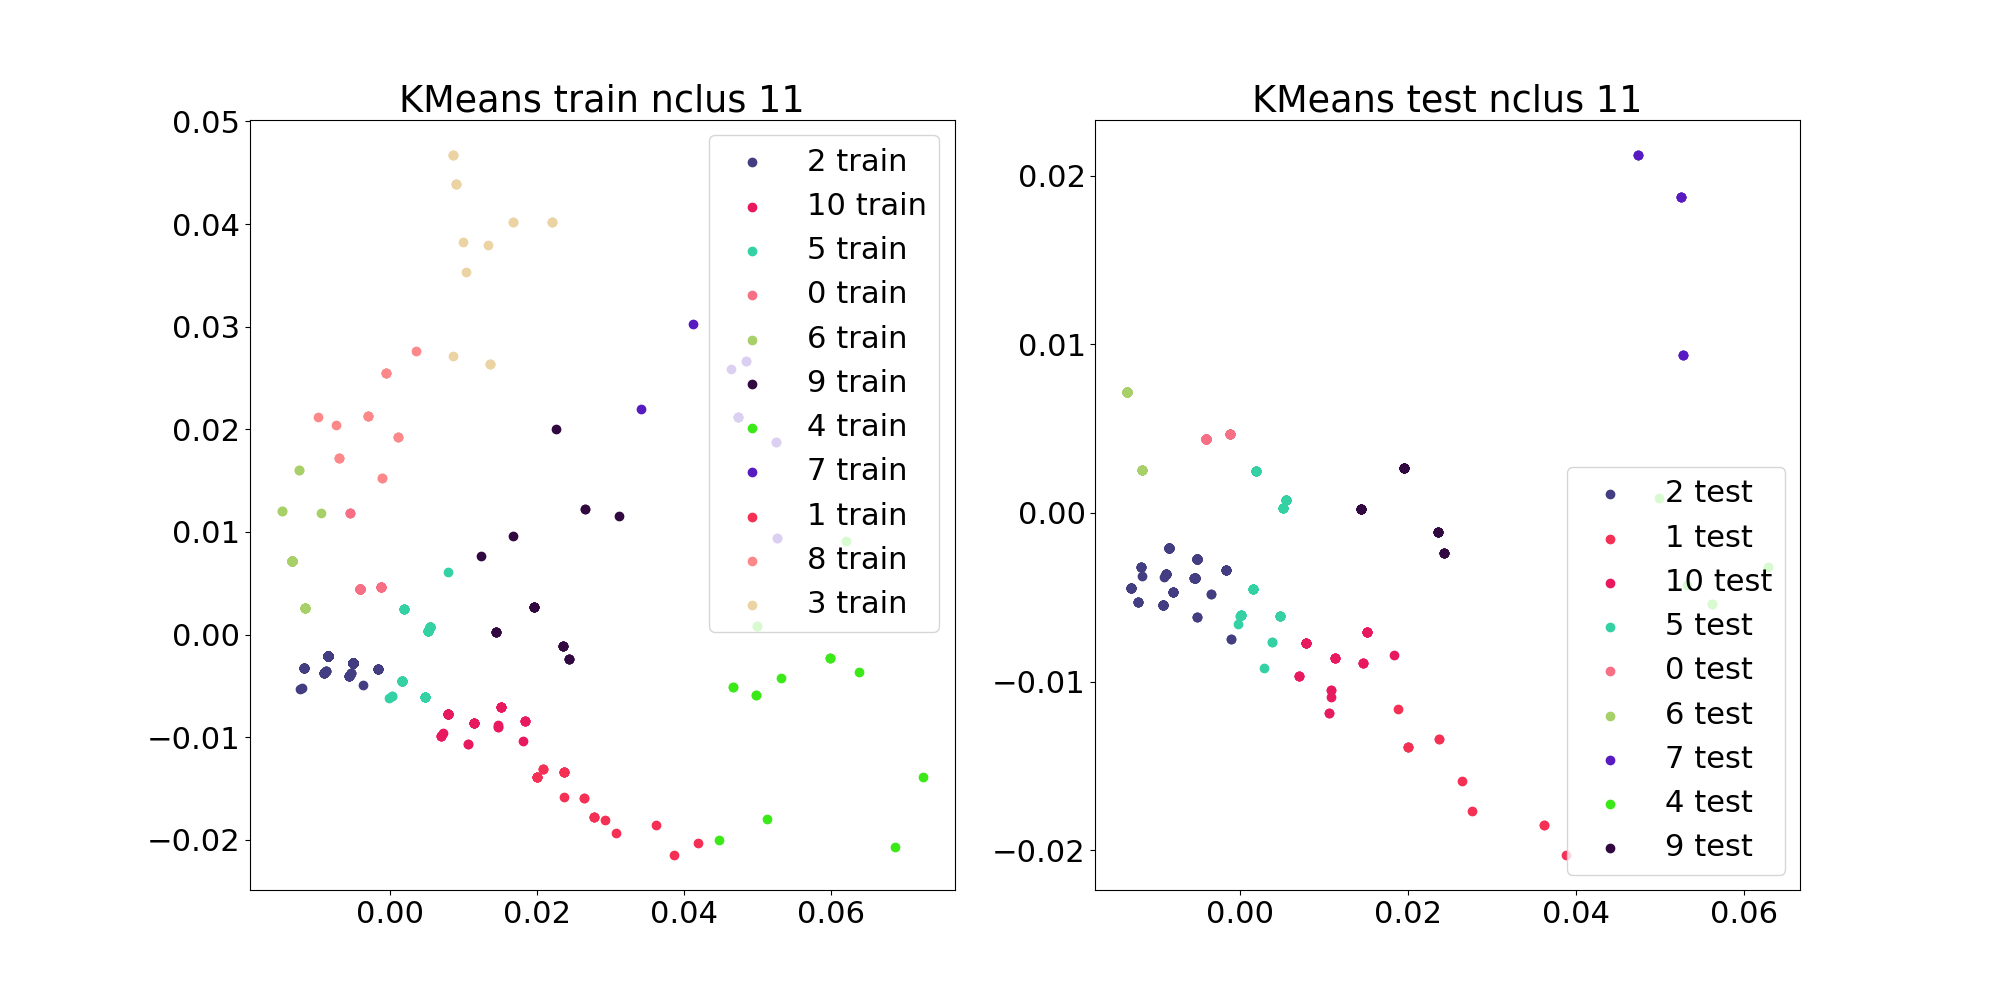 KMeans train nclus 11
0.05
0.04
0.03
0.02
0.01
0.00
−0.01
−0.02
0.00 0.02 0.04 0.06
2 train
10 train
5 train
0 train
6 train
9 train
4 train
7 train
1 train
8 train
3 train
KMeans test nclus 11
0.02
0.01
0.00
−0.01
−0.02
0.00 0.02 0.04 0.06
2 test
1 test
10 test
5 test
0 test
6 test
7 test
4 test
9 test